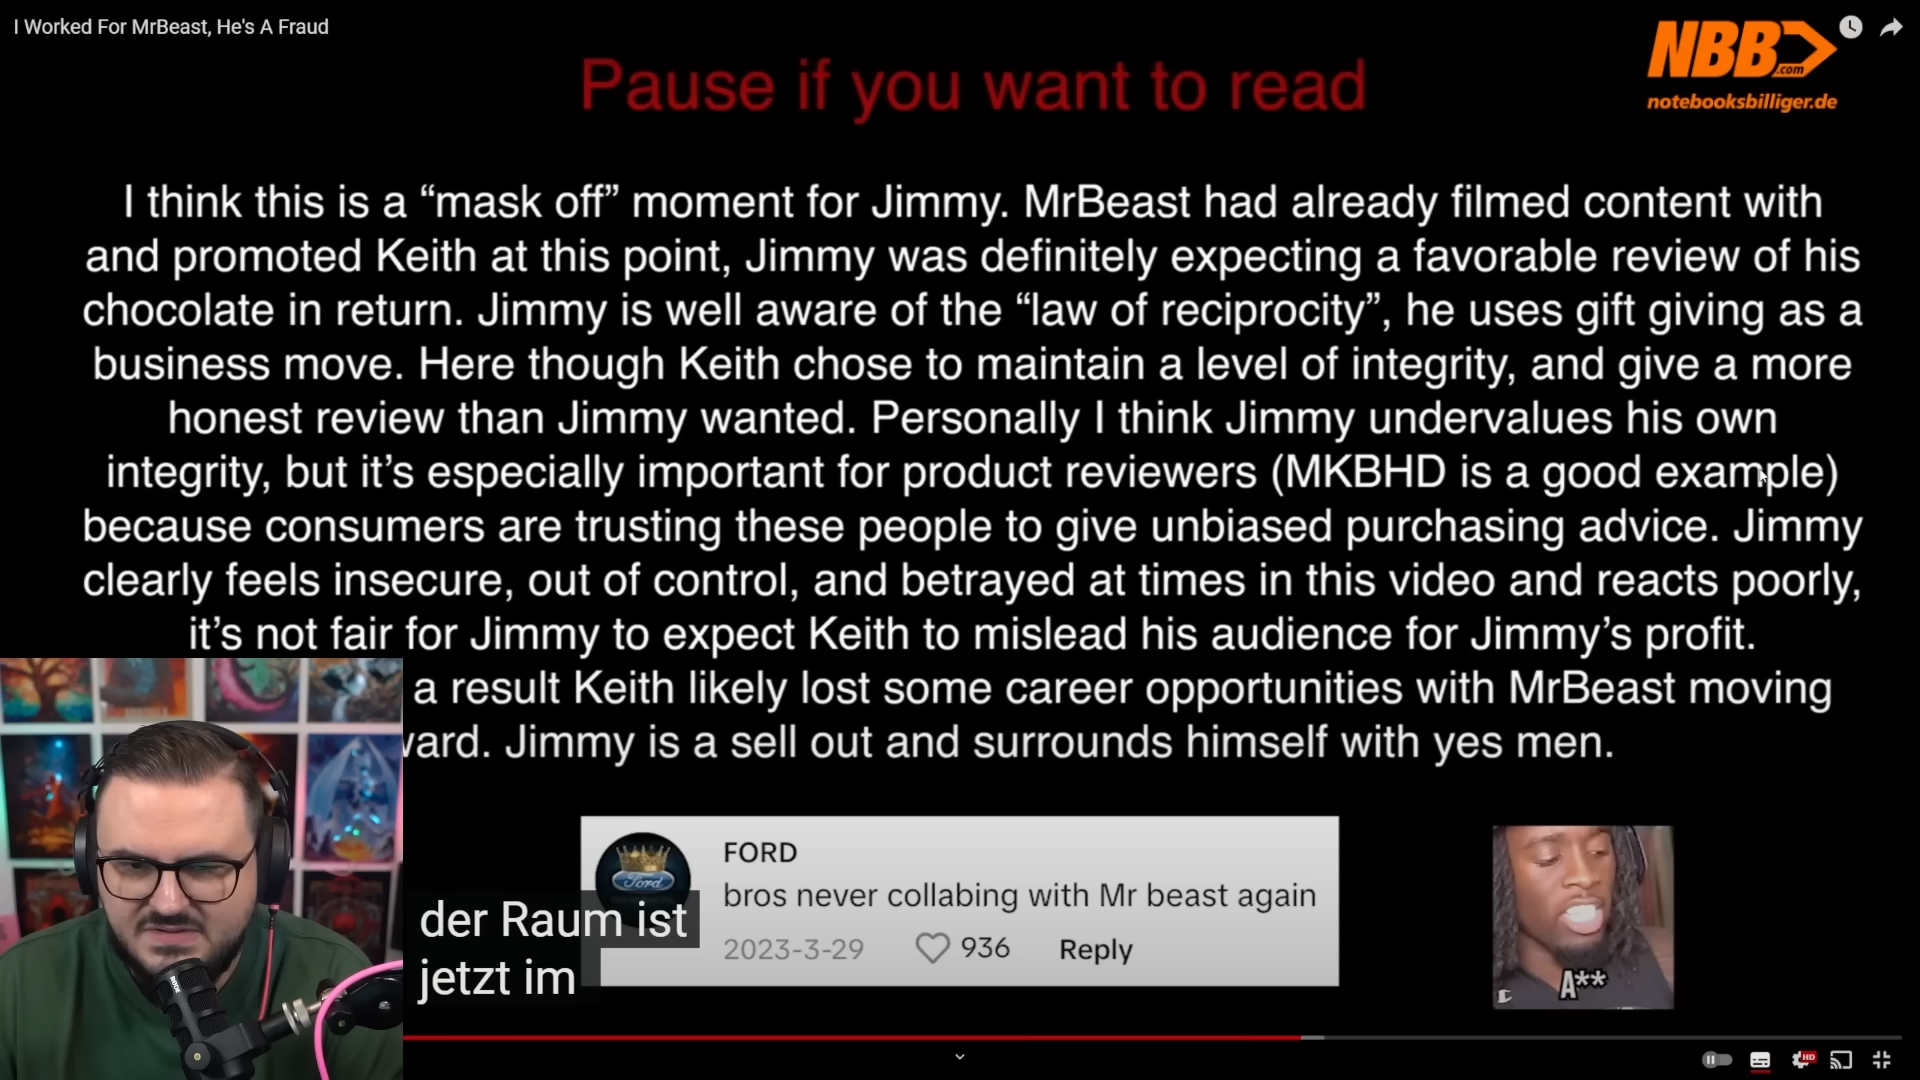 I Worked For MrBeast, He's A Fraud
NBB.com
notebooksbilliger.de
Pause if you want to read
I think this is a “mask off” moment for Jimmy. MrBeast had already filmed content with
and promoted Keith at this point, Jimmy was definitely expecting a favorable review of his
chocolate in return. Jimmy is well aware of the “law of reciprocity”, he uses gift giving as a
business move. Here though Keith chose to maintain a level of integrity, and give a more
honest review than Jimmy wanted. Personally I think Jimmy undervalues his own
integrity, but it’s especially important for product reviewers (MKBHD is a good example)
because consumers are trusting these people to give unbiased purchasing advice. Jimmy
clearly feels insecure, out of control, and betrayed at times in this video and reacts poorly,
it’s not fair for Jimmy to expect Keith to mislead his audience for Jimmy’s profit.
a result Keith likely lost some career opportunities with MrBeast moving
ward. Jimmy is a sell out and surrounds himself with yes men.
FORD
Ford
bros never collabing with Mr beast again
2023-3-29 936 Reply
der Raum ist
jetzt im
A**
HD